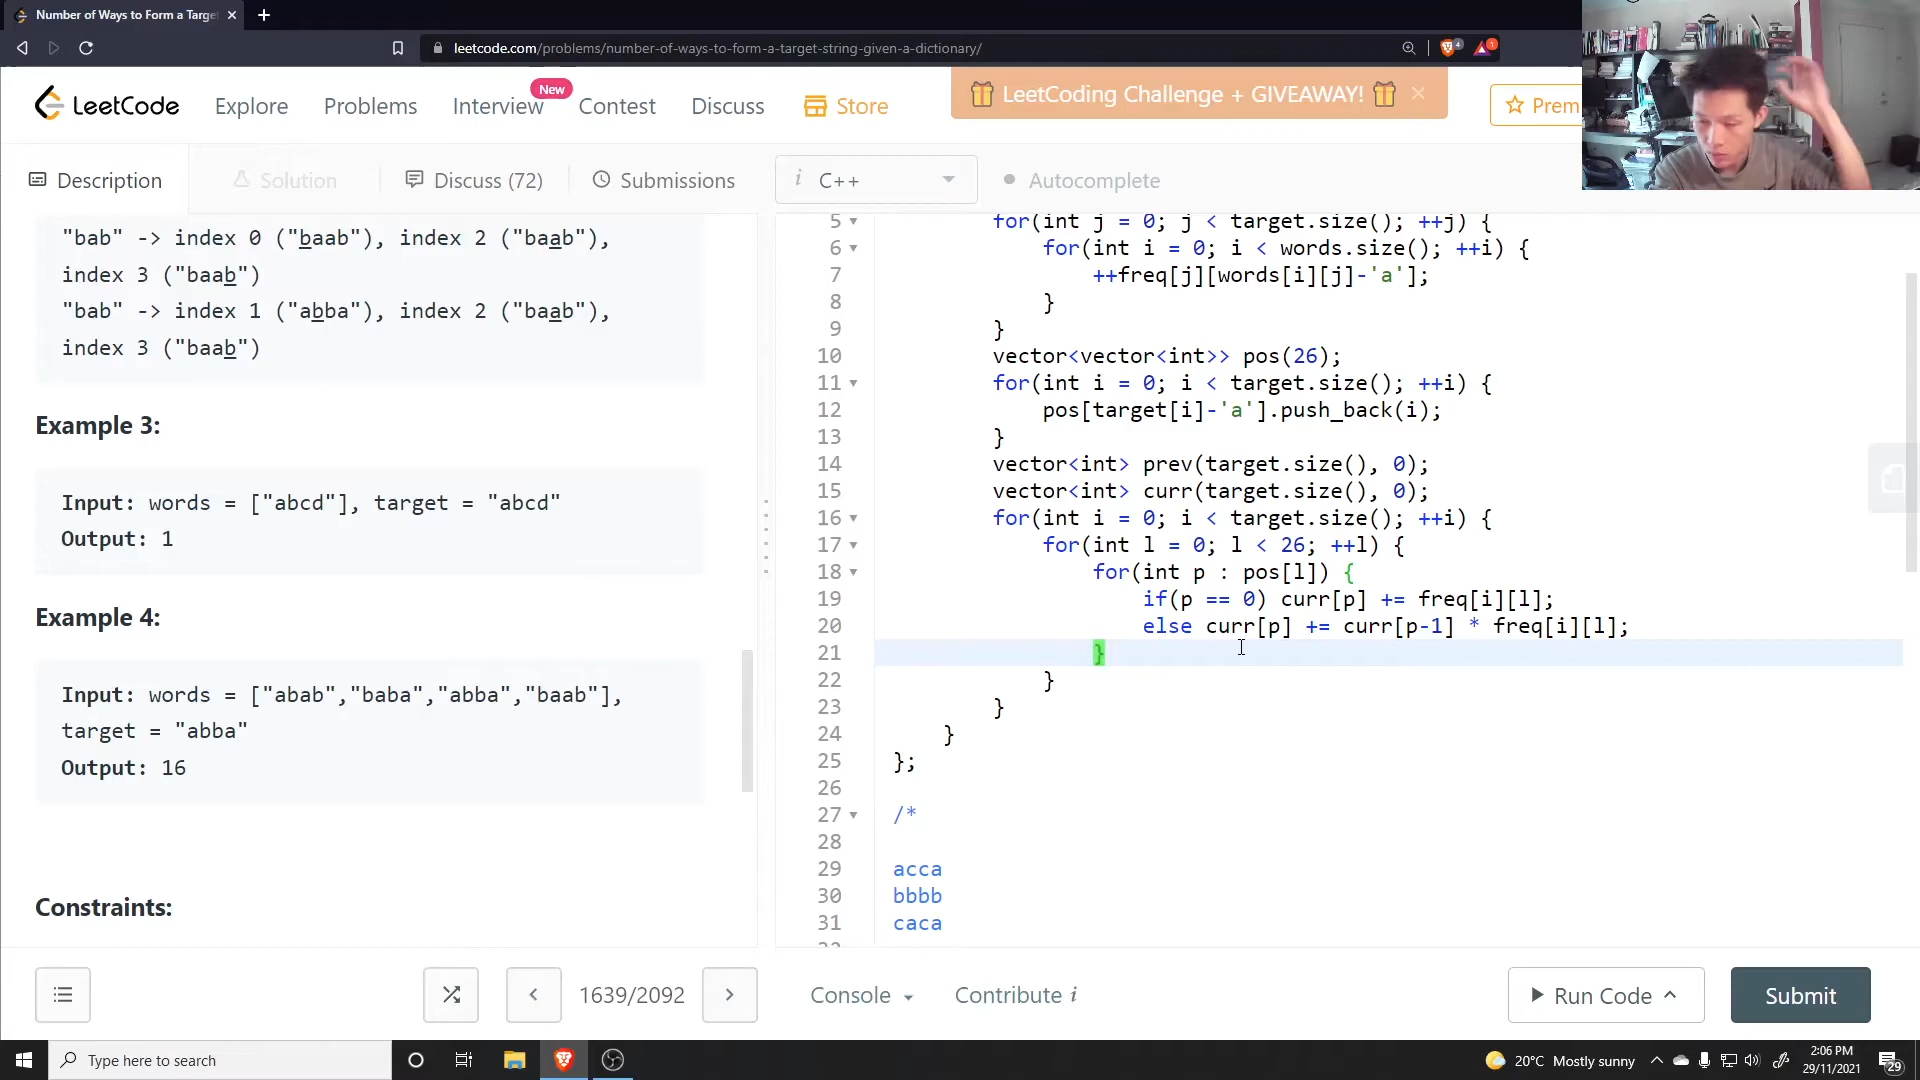 Number of Ways to Form a Targe
leetcode.com/problems/number-of-ways-to-form-a-target-string-given-a-dictionary/
4
1
LeetCode
Explore
Problems
Interview
New
Contest
Discuss
Store
LeetCoding Challenge + GIVEAWAY!
Prem
Description
Solution
Discuss (72)
Submissions
i C++
Autocomplete
"bab" -> index 0 ("baab"), index 2 ("baab"),
index 3 ("baab")
"bab" -> index 1 ("abba"), index 2 ("baab"),
index 3 ("baab")
Example 3:
Input: words = ["abcd"], target = "abcd"
Output: 1
Example 4:
Input: words = ["abab","baba","abba","baab"],
target = "abba"
Output: 16
Constraints:
5 for(int j = 0; j < target.size(); ++j) {
6 for(int i = 0; i < words.size(); ++i) {
7 ++freq[j][words[i][j]-'a'];
8 }
9 }
10 vector<vector<int>> pos(26);
11 for(int i = 0; i < target.size(); ++i) {
12 pos[target[i]-'a'].push_back(i);
13 }
14 vector<int> prev(target.size(), 0);
15 vector<int> curr(target.size(), 0);
16 for(int i = 0; i < target.size(); ++i) {
17 for(int l = 0; l < 26; ++l) {
18 for(int p : pos[l]) {
19 if(p == 0) curr[p] += freq[i][l];
20 else curr[p] += curr[p-1] * freq[i][l];
21 }
22 }
23 }
24 }
25 };
26
27 /*
28
29 acca
30 bbbb
31 caca
1639/2092
Console
Contribute i
Run Code
Submit
Type here to search
20°C Mostly sunny
2:06 PM
29/11/2021
29